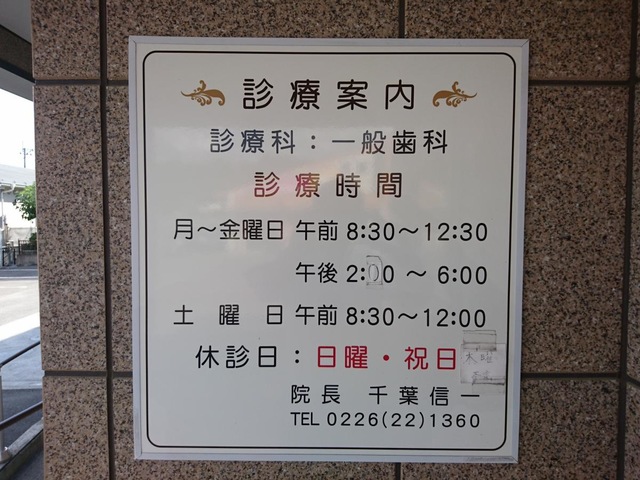 診療案内
診療科：一般歯科
診療時間
月〜金曜日 午前 8:30〜12:30
午後 2:00 〜 6:00
土曜日 午前 8:30〜12:00
休診日：日曜・祝日 木曜
院長 千葉信一
TEL 0226(22)1360